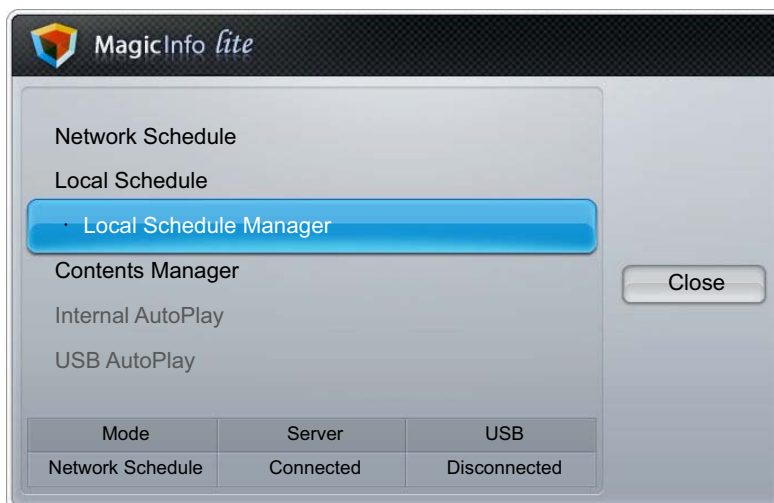 MagicInfo lite
Network Schedule
Local Schedule
· Local Schedule Manager
Contents Manager
Internal AutoPlay
USB AutoPlay
Close
Mode Server USB
Network Schedule Connected Disconnected